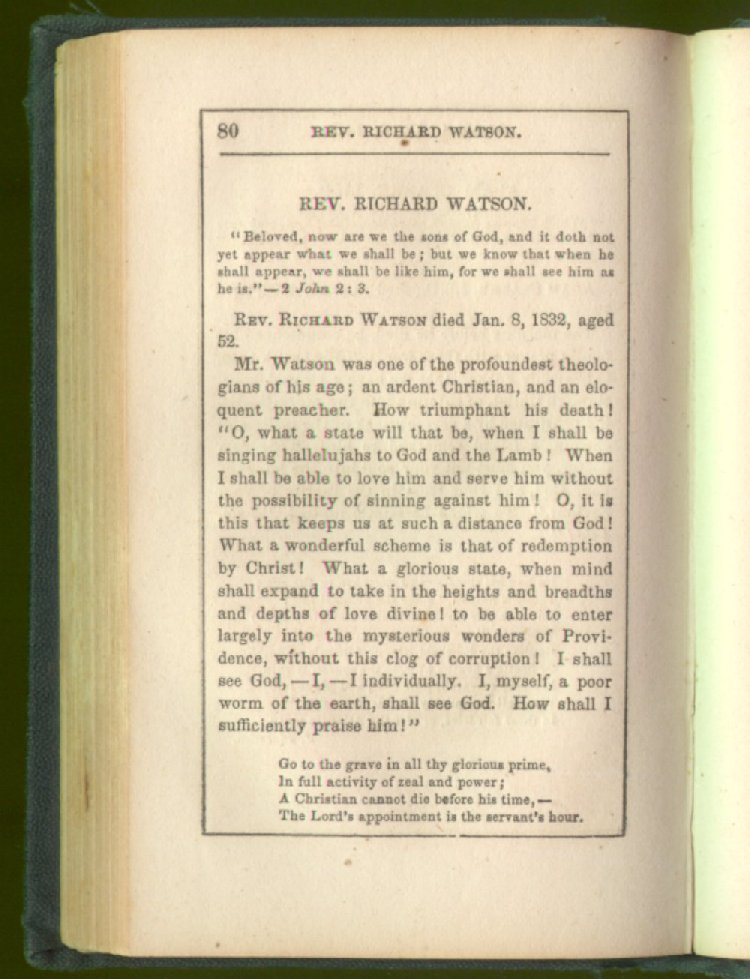 80 REV. RICHARD WATSON.
REV. RICHARD WATSON.
"Beloved, now are we the sons of God, and it doth not
yet appear what we shall be; but we know that when he
shall appear, we shall be like him, for we shall see him as
he is."—2 John 2:3.
REV. RICHARD WATSON died Jan. 8, 1832, aged
52.
Mr. Watson was one of the profoundest theolo-
gians of his age; an ardent Christian, and an elo-
quent preacher. How triumphant his death!
"O, what a state will that be, when I shall be
singing hallelujahs to God and the Lamb! When
I shall be able to love him and serve him without
the possibility of sinning against him! O, it is
this that keeps us at such a distance from God!
What a wonderful scheme is that of redemption
by Christ! What a glorious state, when mind
shall expand to take in the heights and breadths
and depths of love divine! to be able to enter
largely into the mysterious wonders of Provi-
dence, without this clog of corruption! I shall
see God,—I,—I individually. I, myself, a poor
worm of the earth, shall see God. How shall I
sufficiently praise him!"
Go to the grave in all thy glorious prime,
In full activity of zeal and power;
A Christian cannot die before his time,—
The Lord's appointment is the servant's hour.